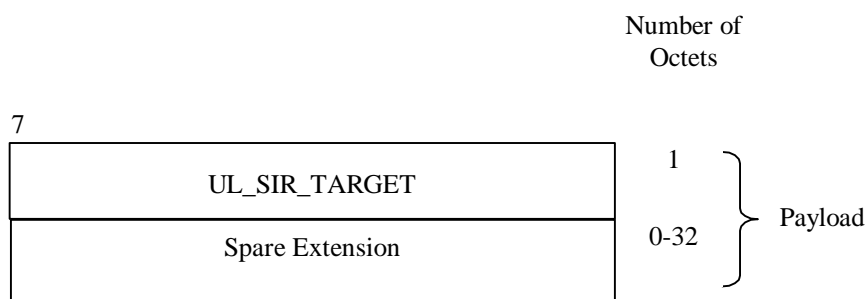 Number of
Octets
7
UL_SIR_TARGET
1
Spare Extension
0-32
Payload